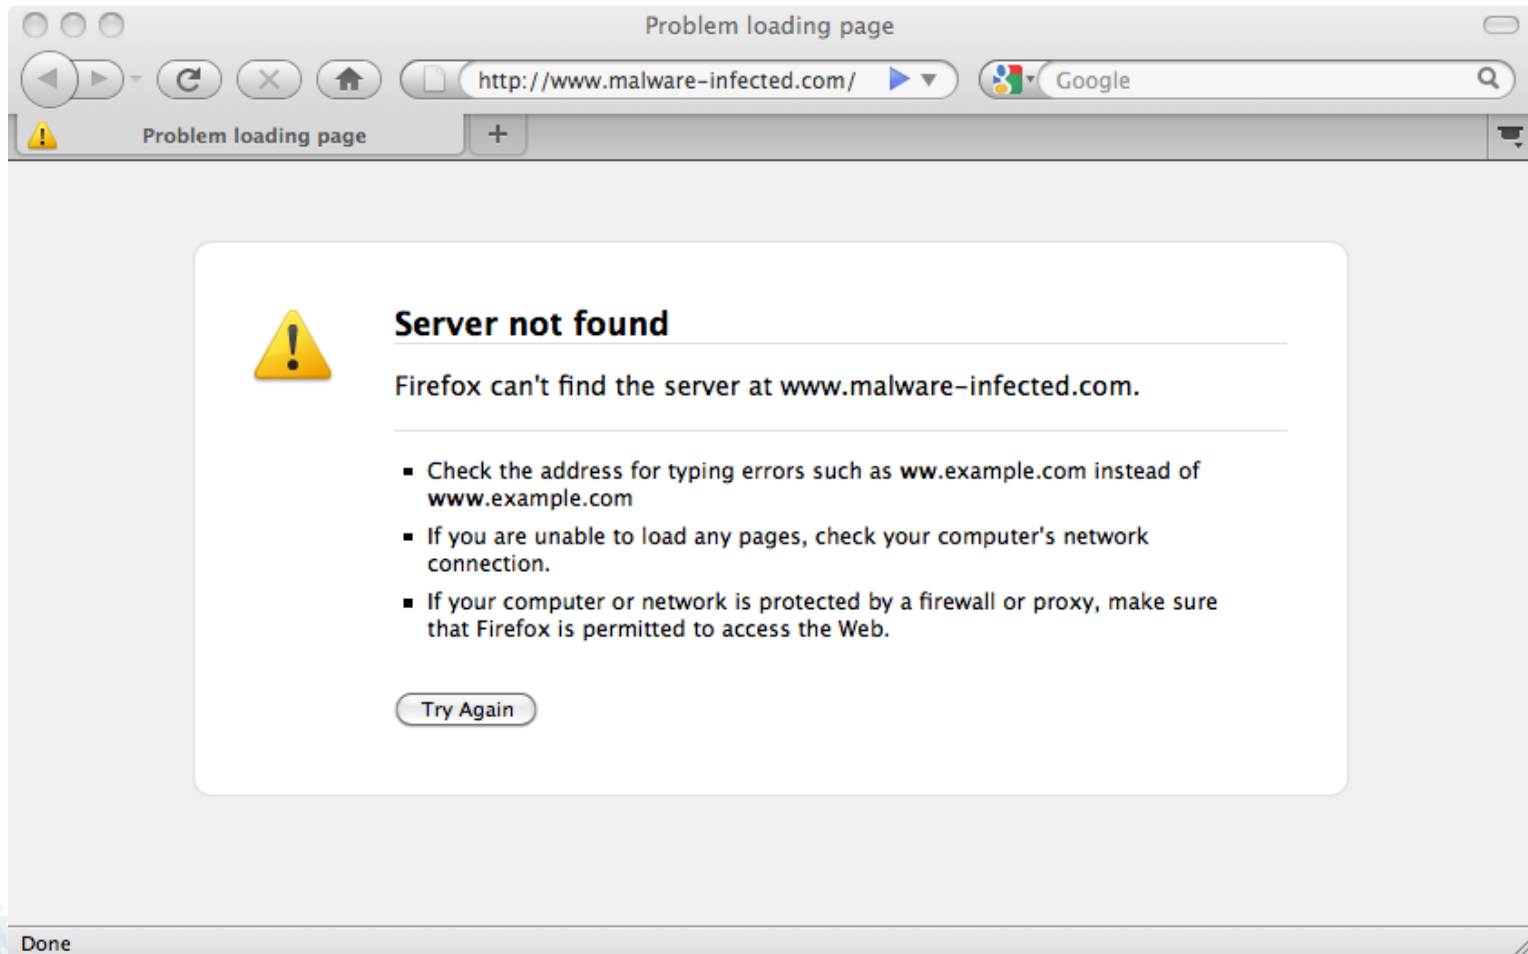 Problem loading page
http://www.malware-infected.com/
Google
Problem loading page
+
Server not found
Firefox can't find the server at www.malware-infected.com.
Check the address for typing errors such as ww.example.com instead of
www.example.com
If you are unable to load any pages, check your computer's network
connection.
If your computer or network is protected by a firewall or proxy, make sure
that Firefox is permitted to access the Web.
Try Again
Done